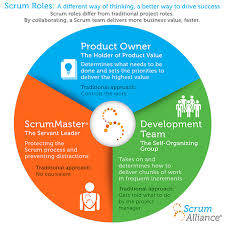 Scrum Roles: A different way of thinking, a better way to drive success
Scrum roles differ from traditional project roles.
By collaborating, a Scrum team delivers more business value, faster.
Product Owner
The Holder of Product Value
Determines what needs to be
done and sets the priorities to
deliver the highest value
Traditional approach:
Controls the work
ScrumMaster®
The Servant Leader
Protecting the
Scrum process and
preventing distractions
Traditional approach:
No equivalent
Development
Team
The Self-Organizing
Group
Takes on and
determines how to
deliver chunks of work
in frequent increments
Traditional approach:
Gets told what to do
by the project
manager
Scrum
Alliance®